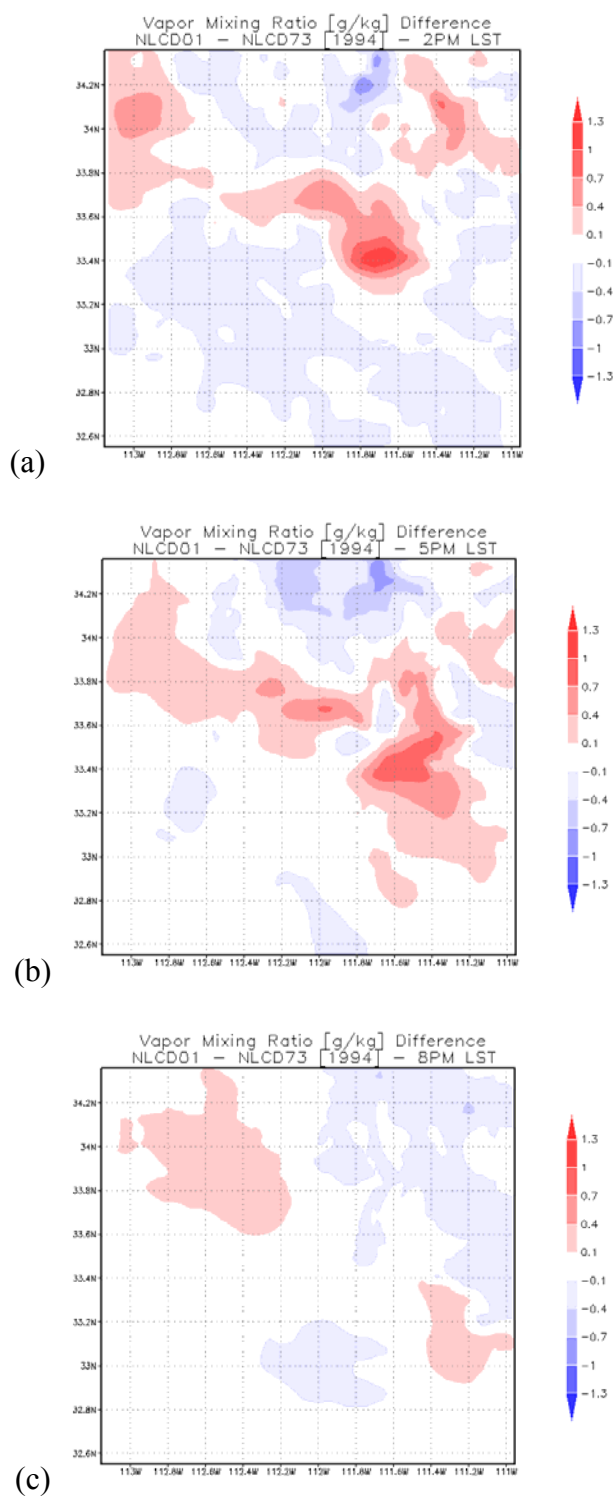 Vapor Mixing Ratio [g/kg] Difference
NLCD01 - NLCD73 [1994] - 2PM LST
34.2N
34N
33.8N
33.6N
33.4N
33.2N
33N
32.8N
32.6N
113W 112.8W 112.6W 112.4W 112.2W 112W 111.8W 111.6W 111.4W 111.2W 111W
1.3
1
0.7
0.4
0.1
-0.1
-0.4
-0.7
-1
-1.3
(a)
Vapor Mixing Ratio [g/kg] Difference
NLCD01 - NLCD73 [1994] - 5PM LST
34.2N
34N
33.8N
33.6N
33.4N
33.2N
33N
32.8N
32.6N
113W 112.8W 112.6W 112.4W 112.2W 112W 111.8W 111.6W 111.4W 111.2W 111W
1.3
1
0.7
0.4
0.1
-0.1
-0.4
-0.7
-1
-1.3
(b)
Vapor Mixing Ratio [g/kg] Difference
NLCD01 - NLCD73 [1994] - 8PM LST
34.2N
34N
33.8N
33.6N
33.4N
33.2N
33N
32.8N
32.6N
113W 112.8W 112.6W 112.4W 112.2W 112W 111.8W 111.6W 111.4W 111.2W 111W
1.3
1
0.7
0.4
0.1
-0.1
-0.4
-0.7
-1
-1.3
(c)